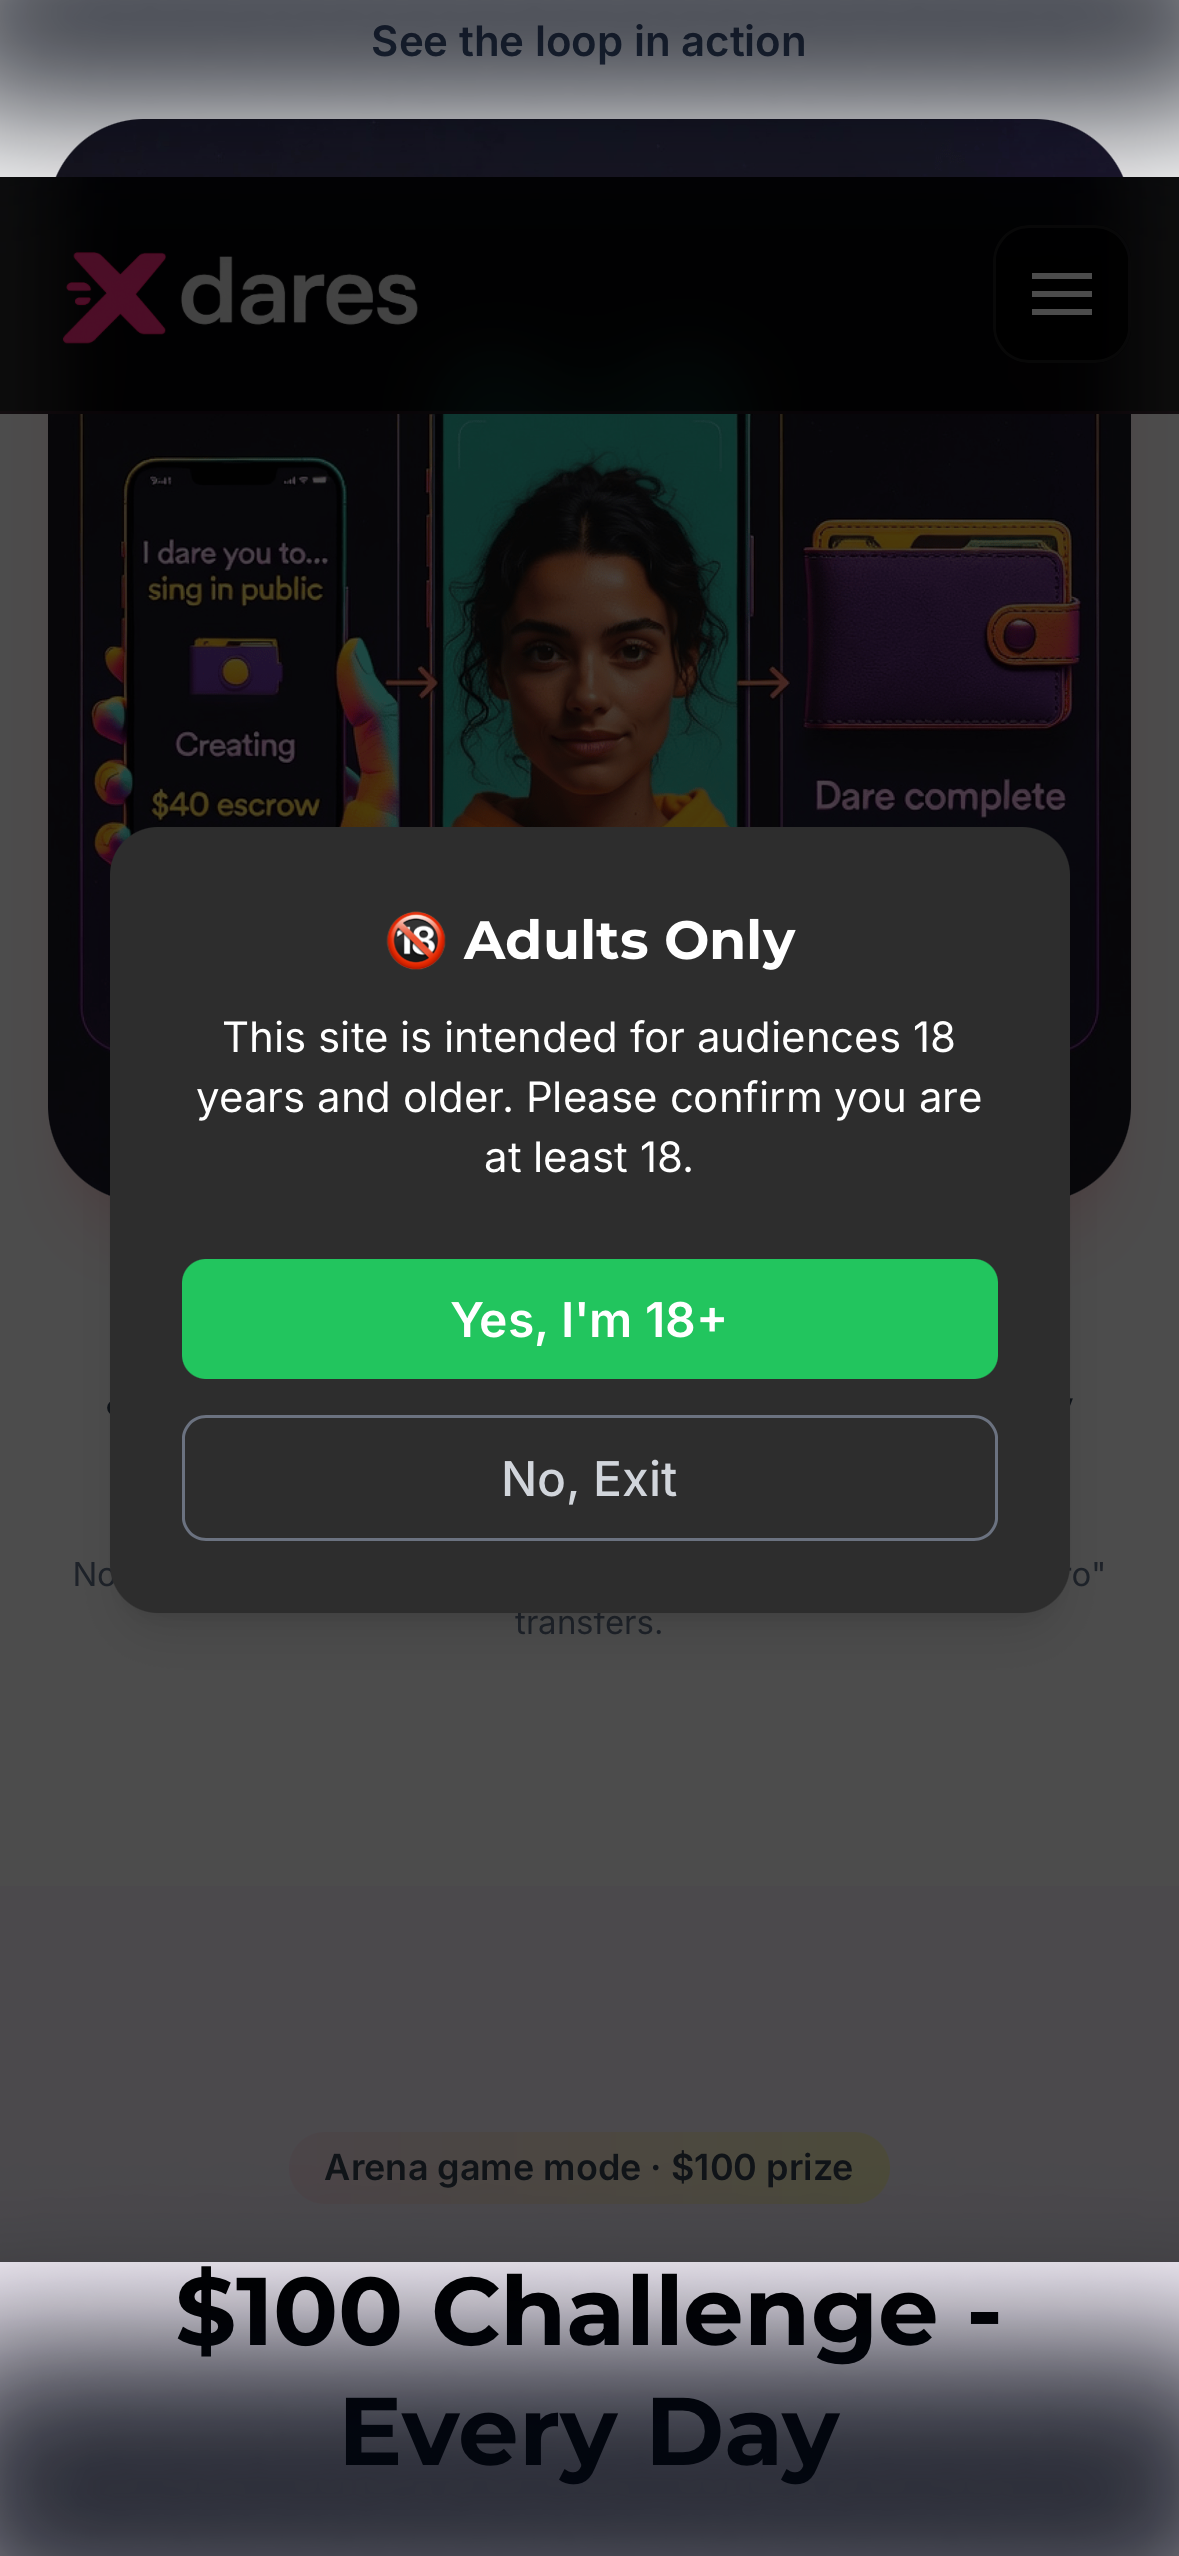 See the loop in action
X dares
I dare you to...
sing in public
Creating
$40 escrow
Dare complete
🔞 Adults Only
This site is intended for audiences 18
years and older. Please confirm you are
at least 18.
Yes, I'm 18+
No, Exit
transfers.
Arena game mode · $100 prize
$100 Challenge -
Every Day